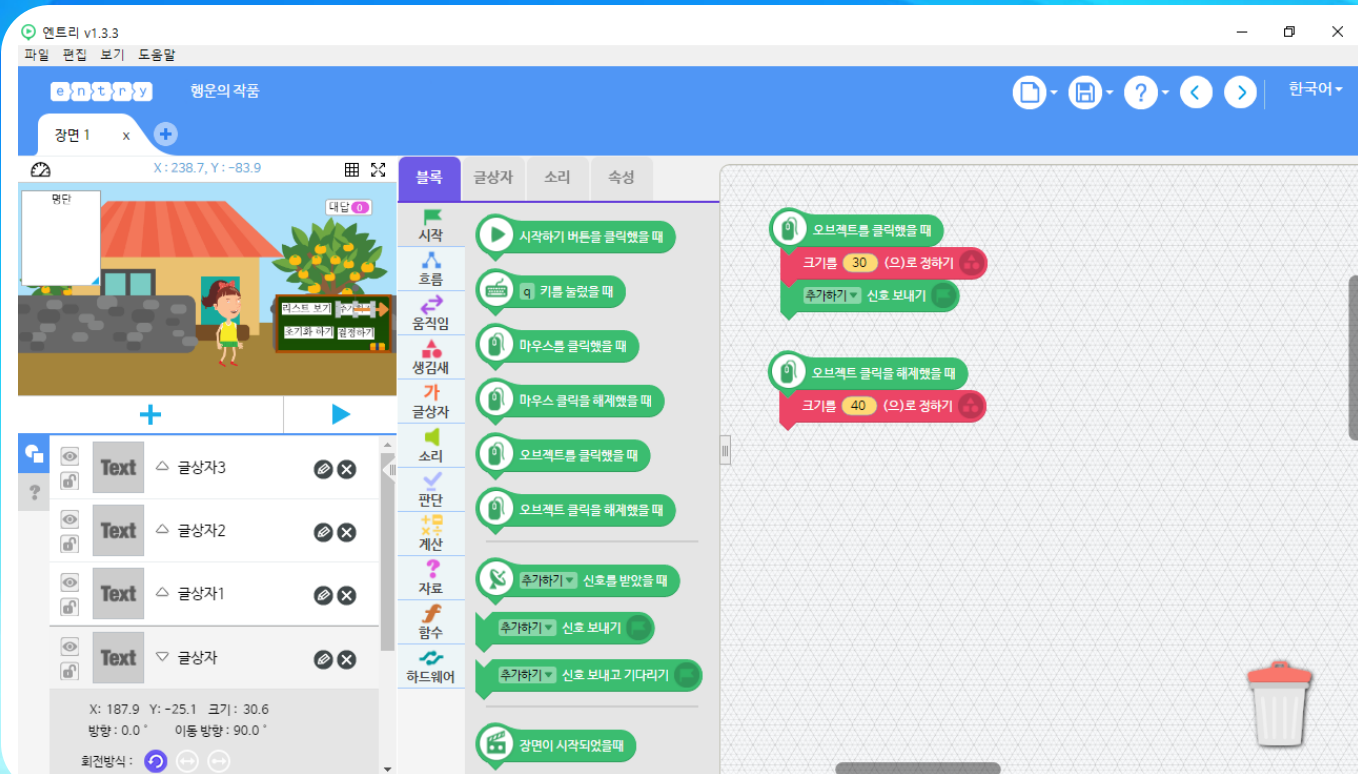 엔트리 v1.3.3
파일 편집 보기 도움말
entry 행운의 작품 한국어
장면 1 x
X : 238.7, Y : -83.9
명단
대답 0
리스트 보기
초기화 하기 결정하기
블록 글상자 소리 속성
시작
흐름
움직임
생김새
가
글상자
소리
판단
계산
자료
함수
하드웨어
시작하기 버튼을 클릭했을 때
q 키를 눌렀을 때
마우스를 클릭했을 때
마우스 클릭을 해제했을 때
오브젝트를 클릭했을 때
오브젝트 클릭을 해제했을 때
추가하기 신호를 받았을 때
추가하기 신호 보내기
추가하기 신호 보내고 기다리기
장면이 시작되었을때
오브젝트를 클릭했을 때
크기를 30 (으)로 정하기
추가하기 신호 보내기
오브젝트 클릭을 해제했을 때
크기를 40 (으)로 정하기
Text 글상자3
Text 글상자2
Text 글상자1
Text 글상자
X: 187.9 Y: -25.1 크기 : 30.6
방향 : 0.0˚ 이동 방향 : 90.0˚
회전방식 :